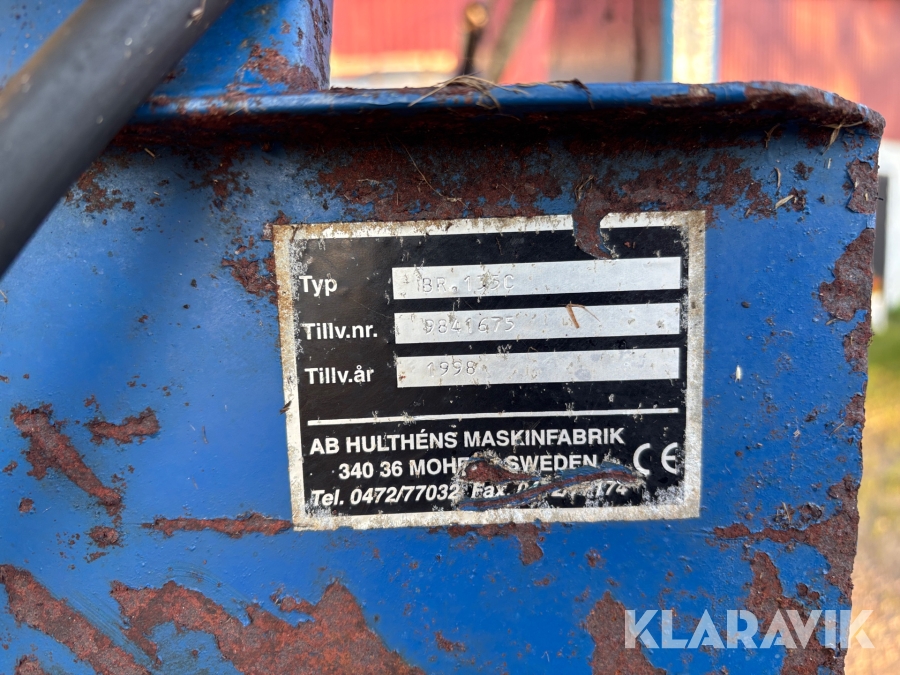 Typ BR.135C
Tillv.nr. 9841675
Tillv.år 1998
AB HULTHÉNS MASKINFABRIK
340 36 SWEDEN CE
Tel. 0472/77032 Fax.
KLARAVIK